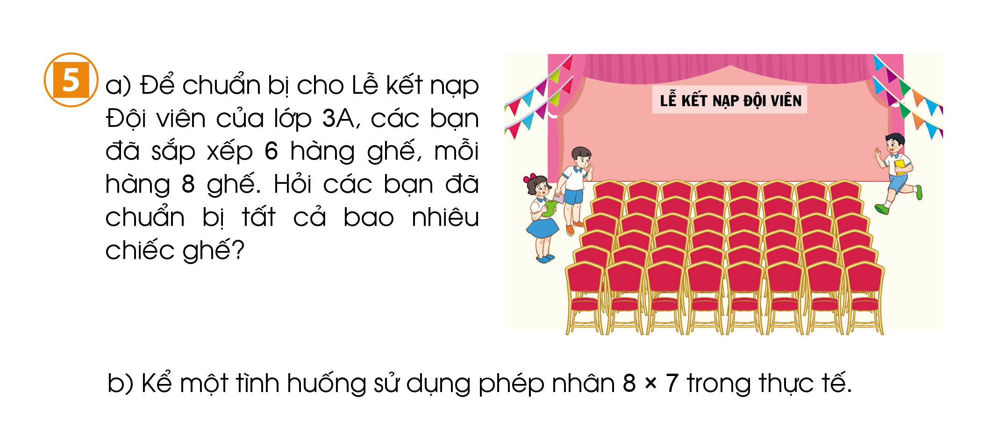 5
a) Để chuẩn bị cho Lễ kết nạp
Đội viên của lớp 3A, các bạn
đã sắp xếp 6 hàng ghế, mỗi
hàng 8 ghế. Hỏi các bạn đã
chuẩn bị tất cả bao nhiêu
chiếc ghế?
LỄ KẾT NẠP ĐỘI VIÊN
b) Kể một tình huống sử dụng phép nhân 8 × 7 trong thực tế.